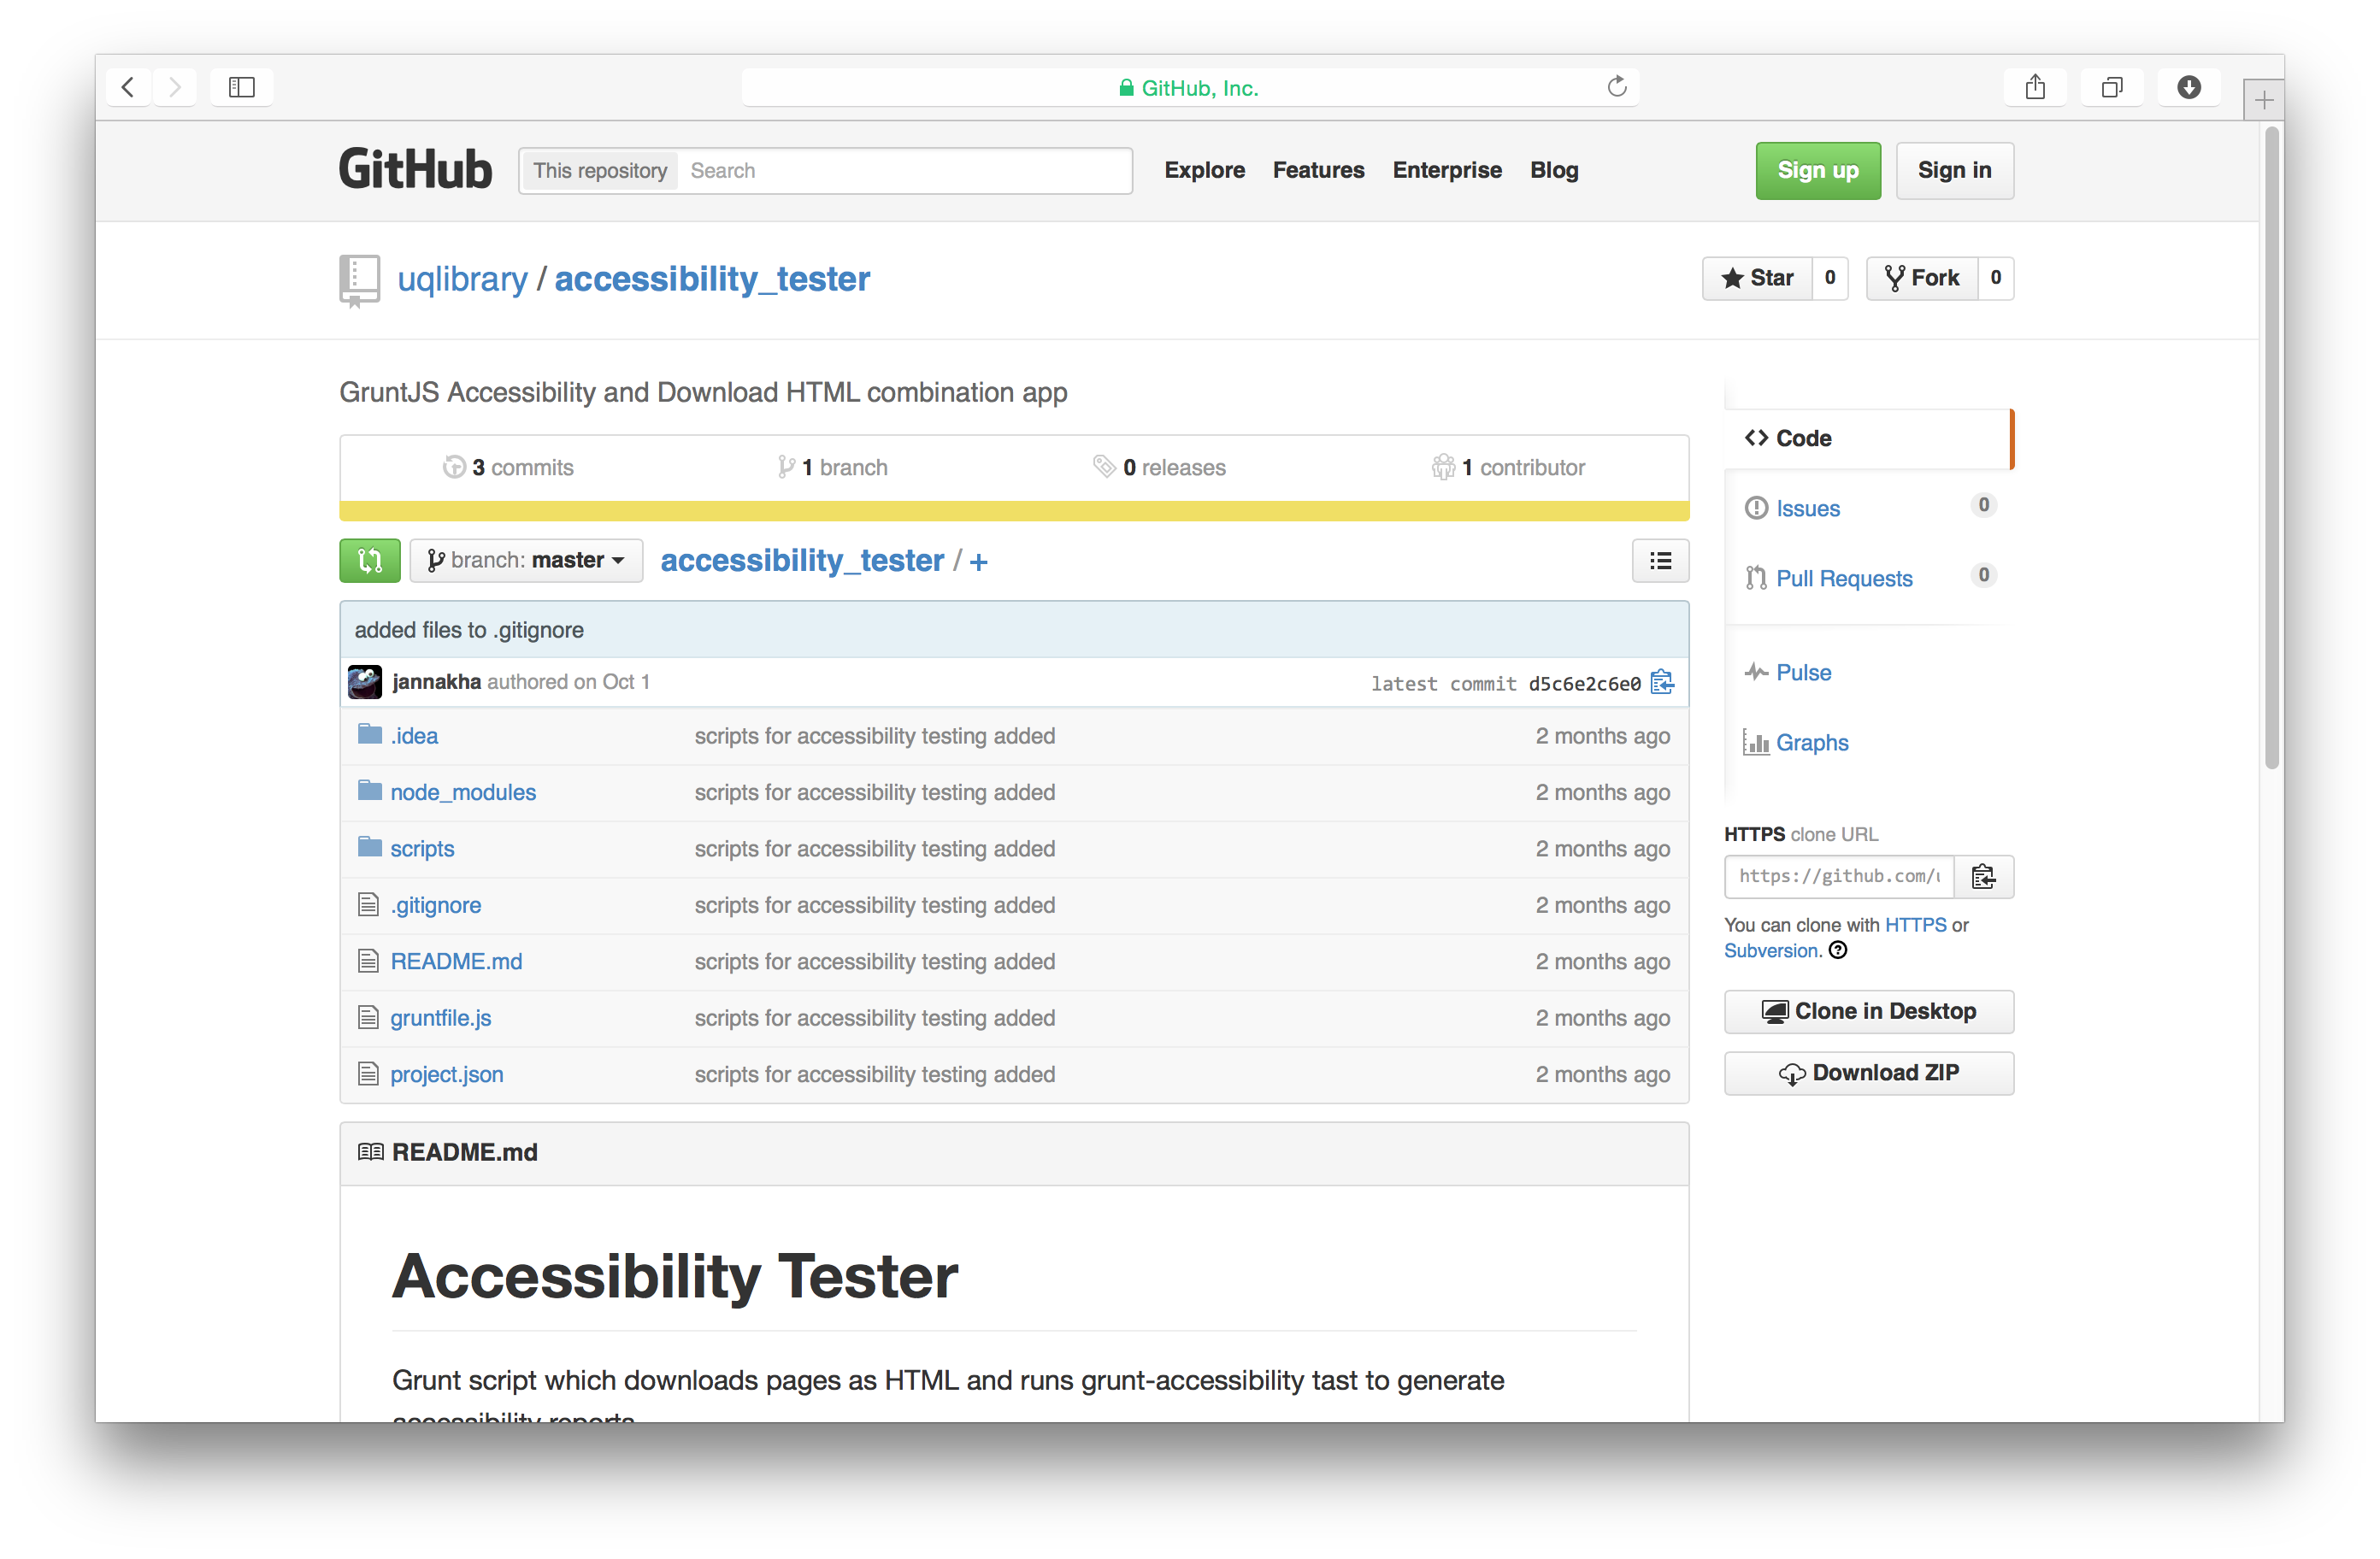 GitHub, Inc.
GitHub This repository Search Explore Features Enterprise Blog Sign up Sign in
uqlibrary / accessibility_tester Star 0 Fork 0
GruntJS Accessibility and Download HTML combination app
3 commits 1 branch 0 releases 1 contributor
branch: master accessibility_tester / +
added files to .gitignore
jannakha authored on Oct 1 latest commit d5c6e2c6e0
.idea scripts for accessibility testing added 2 months ago
node_modules scripts for accessibility testing added 2 months ago
scripts scripts for accessibility testing added 2 months ago
.gitignore scripts for accessibility testing added 2 months ago
README.md scripts for accessibility testing added 2 months ago
gruntfile.js scripts for accessibility testing added 2 months ago
project.json scripts for accessibility testing added 2 months ago
README.md
Accessibility Tester
Grunt script which downloads pages as HTML and runs grunt-accessibility tast to generate
accessibility reports
Code
Issues 0
Pull Requests 0
Pulse
Graphs
HTTPS clone URL
https://github.com/u
You can clone with HTTPS or
Subversion.
Clone in Desktop
Download ZIP